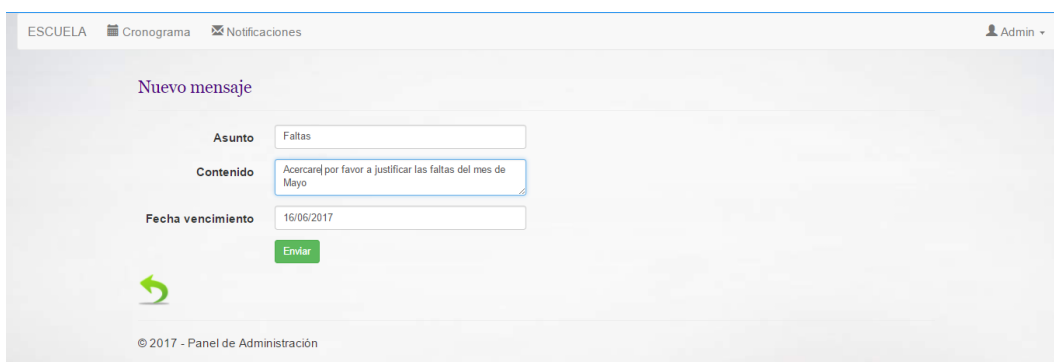 ESCUELA Cronograma Notificaciones Admin
Nuevo mensaje
Asunto Faltas
Contenido Acercare por favor a justificar las faltas del mes de
Mayo
Fecha vencimiento 16/06/2017
Enviar
© 2017 - Panel de Administración